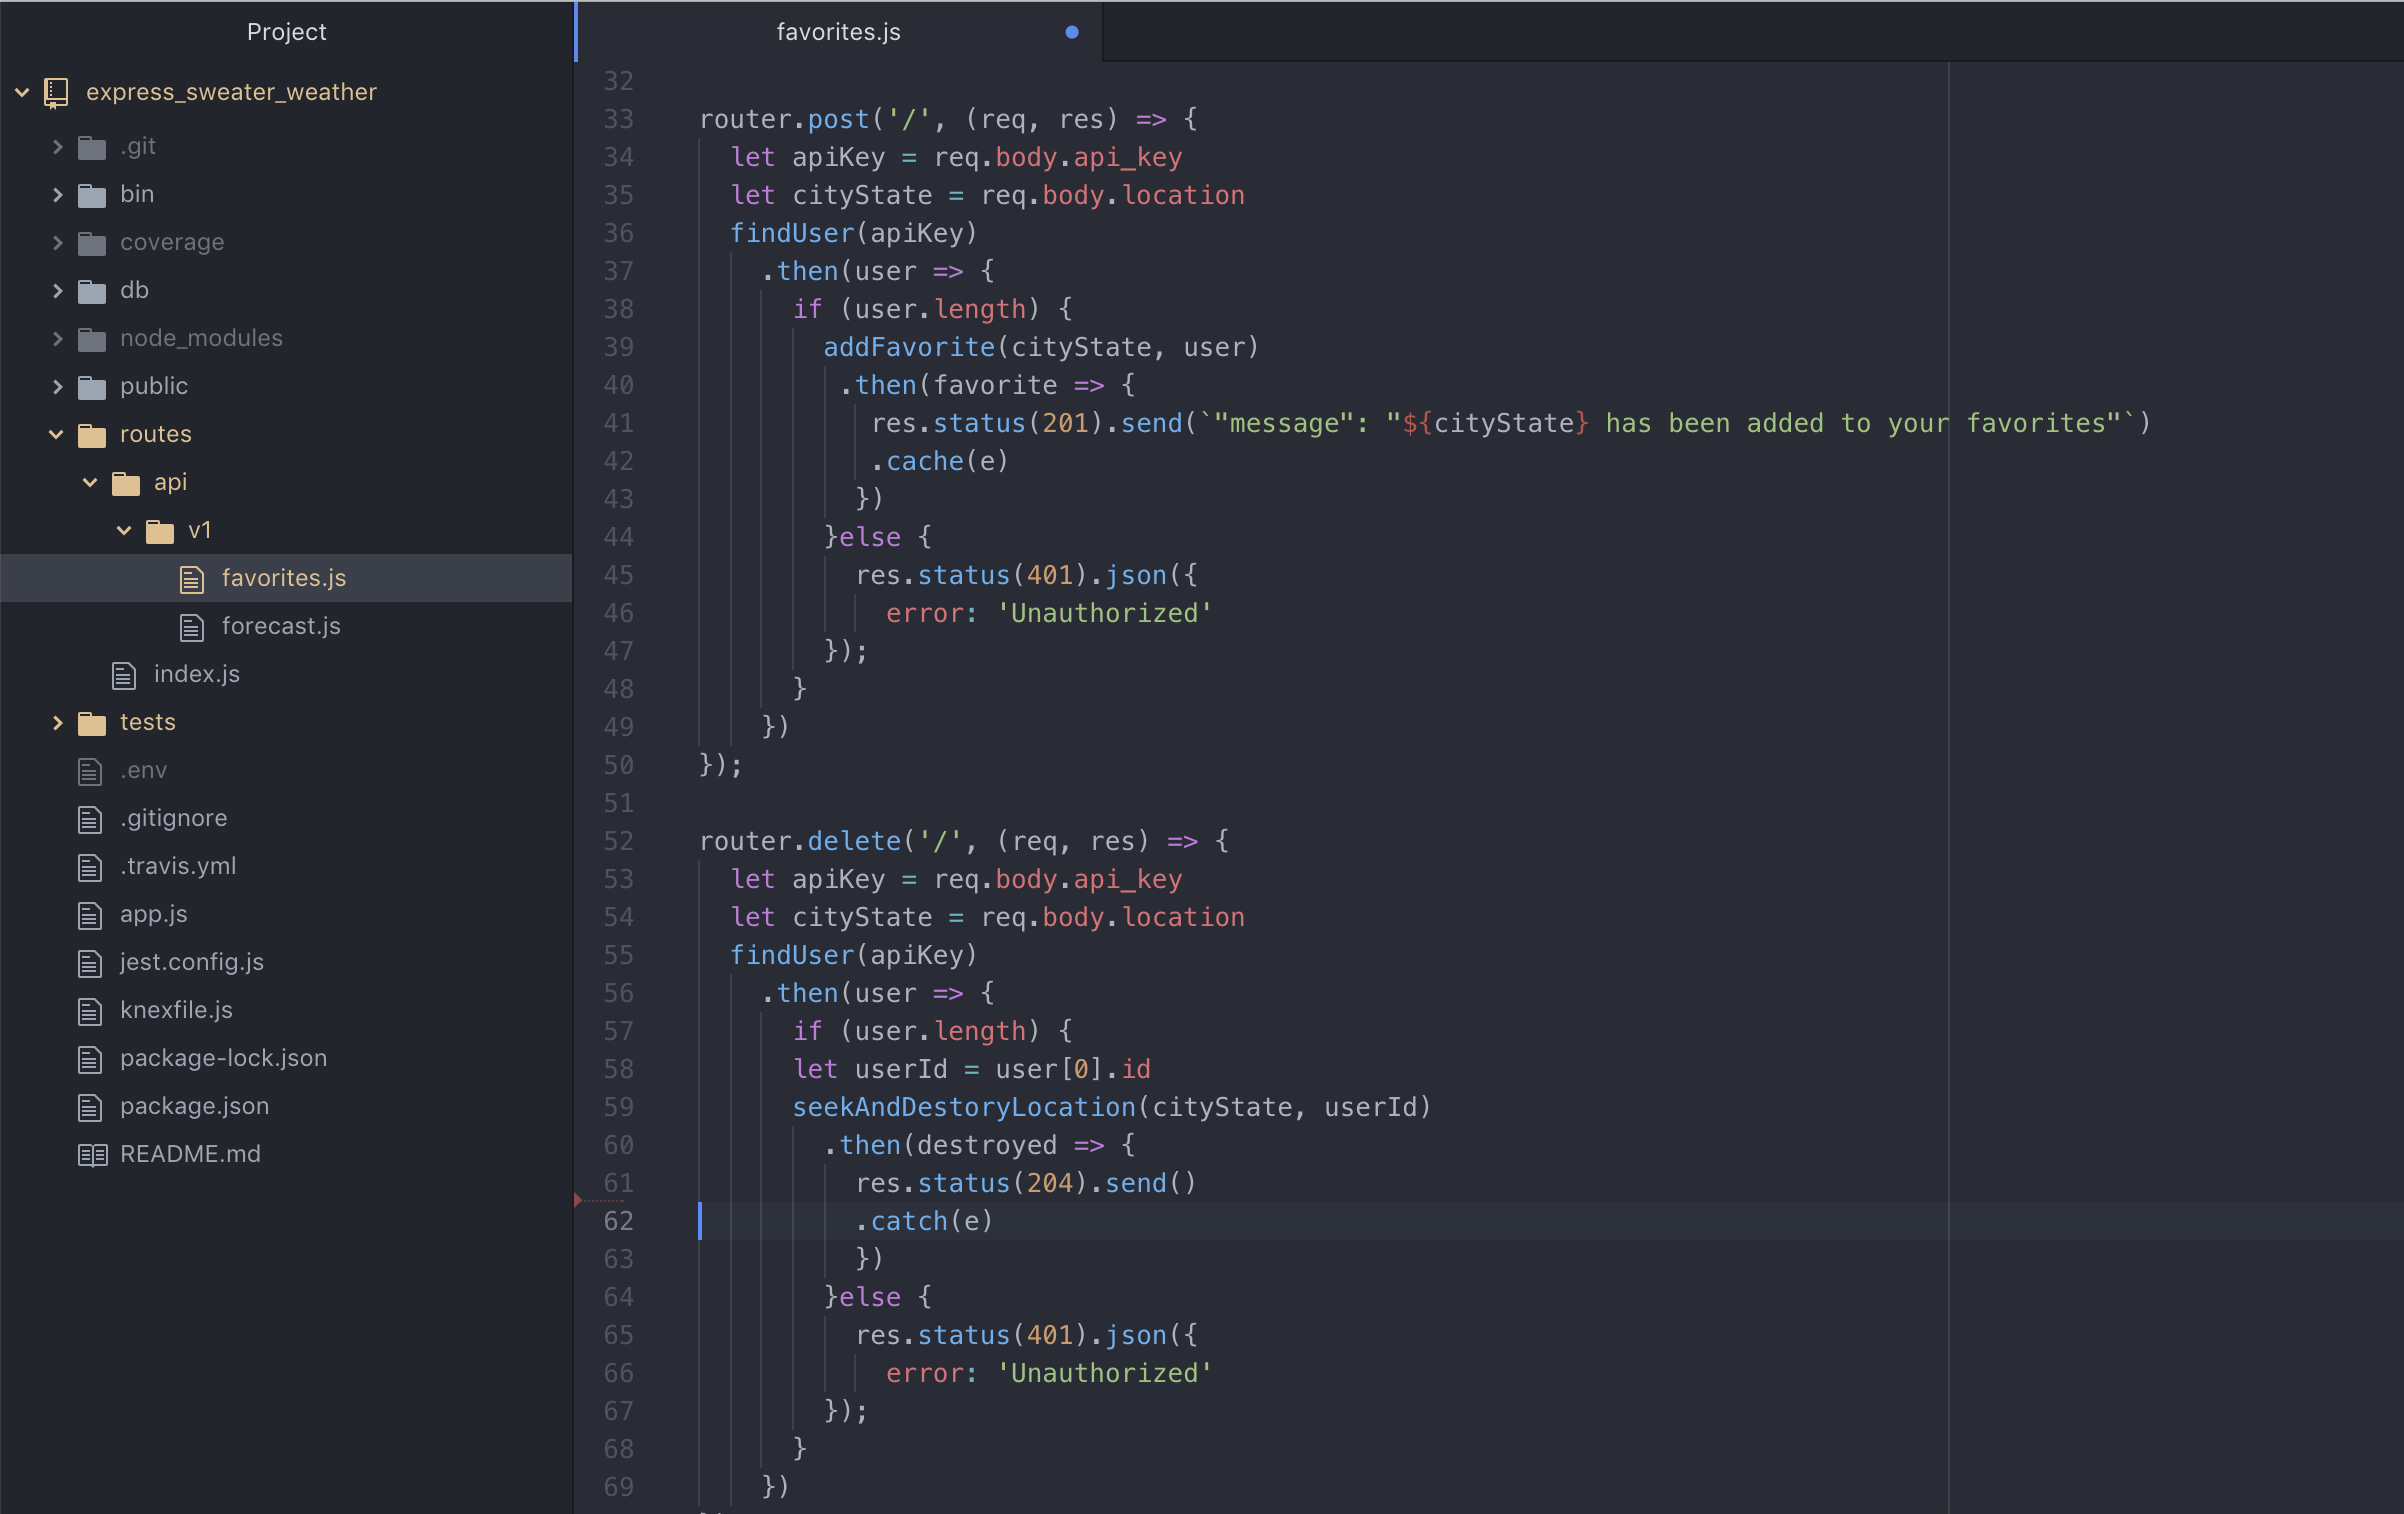 Project
express_sweater_weather
.git
bin
coverage
db
node_modules
public
routes
api
v1
favorites.js
forecast.js
index.js
tests
.env
.gitignore
.travis.yml
app.js
jest.config.js
knexfile.js
package-lock.json
package.json
README.md
favorites.js
32
33 router.post('/', (req, res) => {
34 let apiKey = req.body.api_key
35 let cityState = req.body.location
36 findUser(apiKey)
37 .then(user => {
38 if (user.length) {
39 addFavorite(cityState, user)
40 .then(favorite => {
41 res.status(201).send(`"message": "${cityState} has been added to your favorites"`)
42 .cache(e)
43 })
44 }else {
45 res.status(401).json({
46 error: 'Unauthorized'
47 });
48 }
49 })
50 });
51
52 router.delete('/', (req, res) => {
53 let apiKey = req.body.api_key
54 let cityState = req.body.location
55 findUser(apiKey)
56 .then(user => {
57 if (user.length) {
58 let userId = user[0].id
59 seekAndDestoryLocation(cityState, userId)
60 .then(destroyed => {
61 res.status(204).send()
62 .catch(e)
63 })
64 }else {
65 res.status(401).json({
66 error: 'Unauthorized'
67 });
68 }
69 })